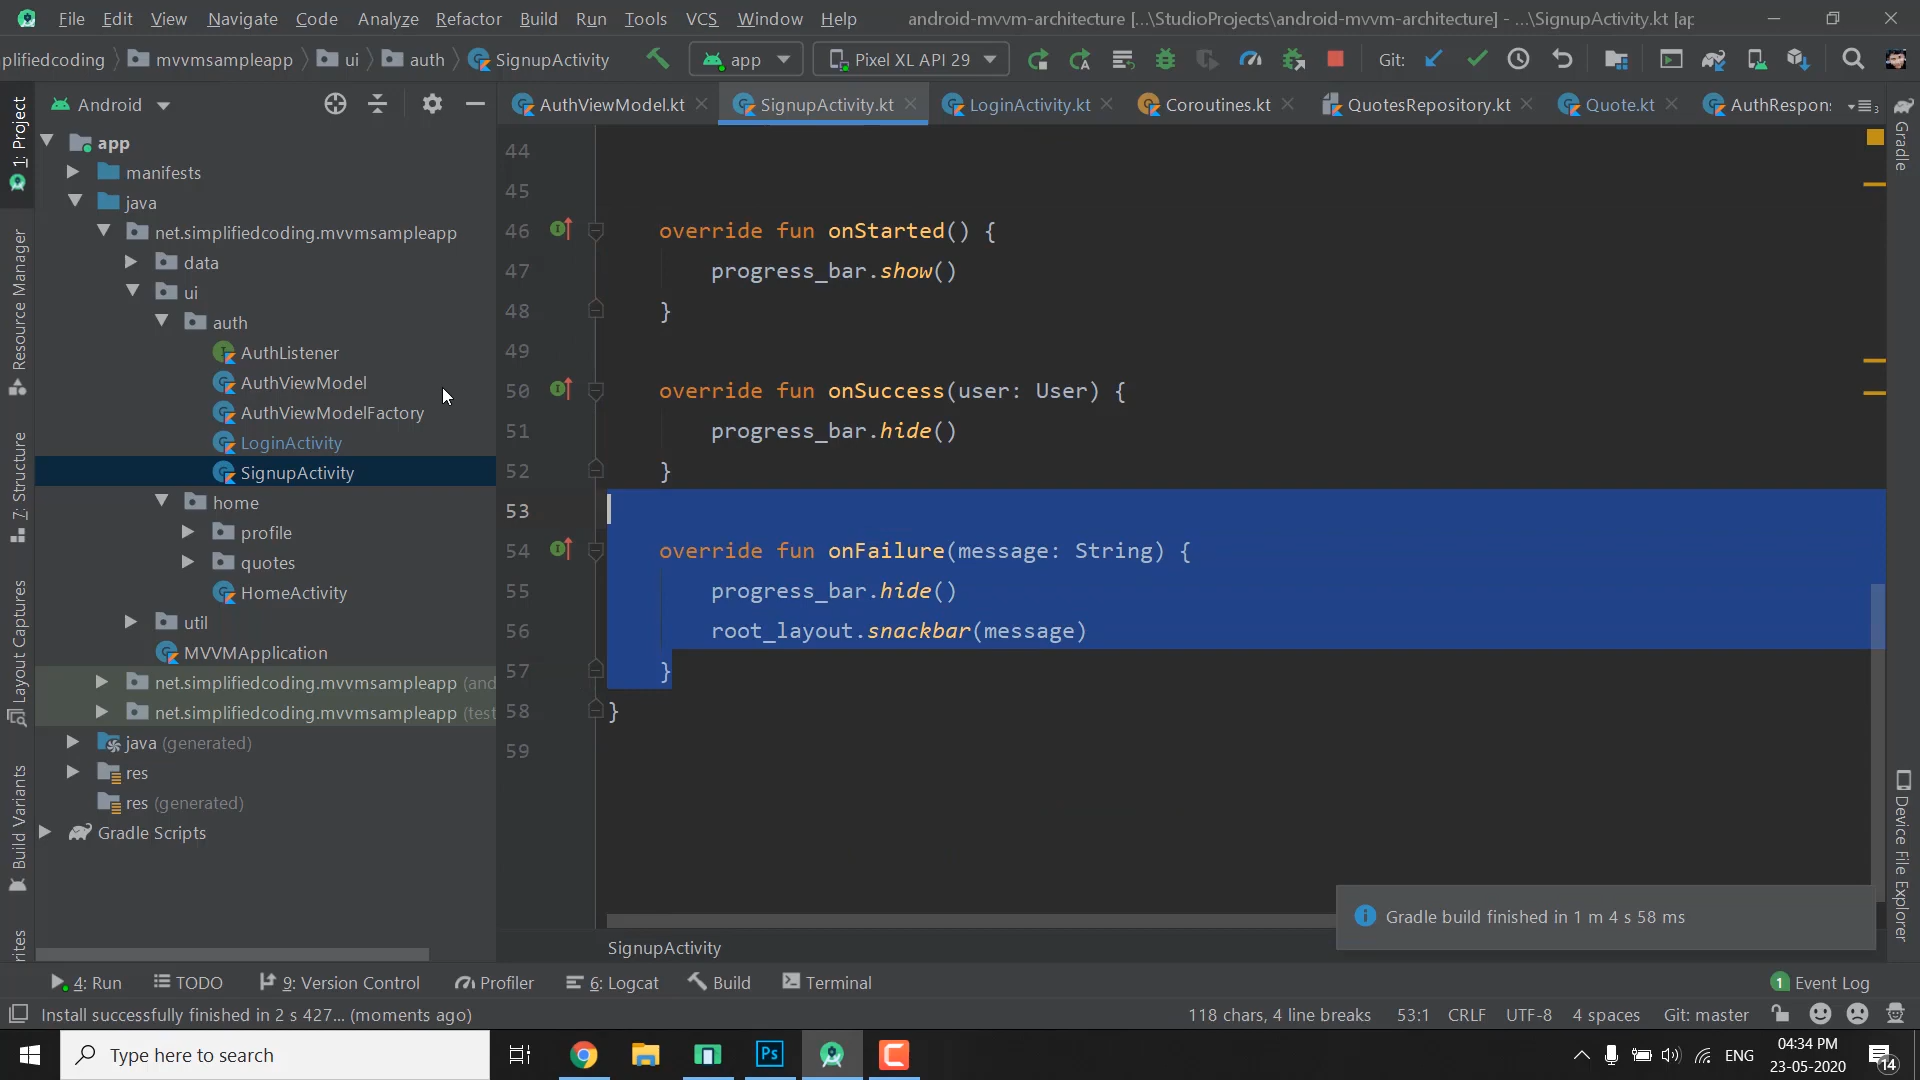 File Edit View Navigate Code Analyze Refactor Build Run Tools VCS Window Help android-mvvm-architecture [...\StudioProjects\android-mvvm-architecture] - ...\SignupActivity.kt [ap
plifiedcoding mvvmsampleapp ui auth SignupActivity app Pixel XL API 29 Git:
Android
AuthViewModel.kt SignupActivity.kt LoginActivity.kt Coroutines.kt QuotesRepository.kt Quote.kt AuthRespon:
1: Project
Resource Manager
Z: Structure
Layout Captures
Build Variants
rites
app
manifests
java
net.simplifiedcoding.mvvmsampleapp
data
ui
auth
AuthListener
AuthViewModel
AuthViewModelFactory
LoginActivity
SignupActivity
home
profile
quotes
HomeActivity
util
MVVMApplication
net.simplifiedcoding.mvvmsampleapp (and
net.simplifiedcoding.mvvmsampleapp (test
java (generated)
res
res (generated)
Gradle Scripts
44
45
46 override fun onStarted() {
47 progress_bar.show()
48 }
49
50 override fun onSuccess(user: User) {
51 progress_bar.hide()
52 }
53
54 override fun onFailure(message: String) {
55 progress_bar.hide()
56 root_layout.snackbar(message)
57 }
58 }
59
Gradle
Device File Explorer
Gradle build finished in 1 m 4 s 58 ms
SignupActivity
4: Run TODO 9: Version Control Profiler 6: Logcat Build Terminal 1 Event Log
Install successfully finished in 2 s 427... (moments ago) 118 chars, 4 line breaks 53:1 CRLF UTF-8 4 spaces Git: master
Type here to search
Ps
ENG
04:34 PM
23-05-2020
14